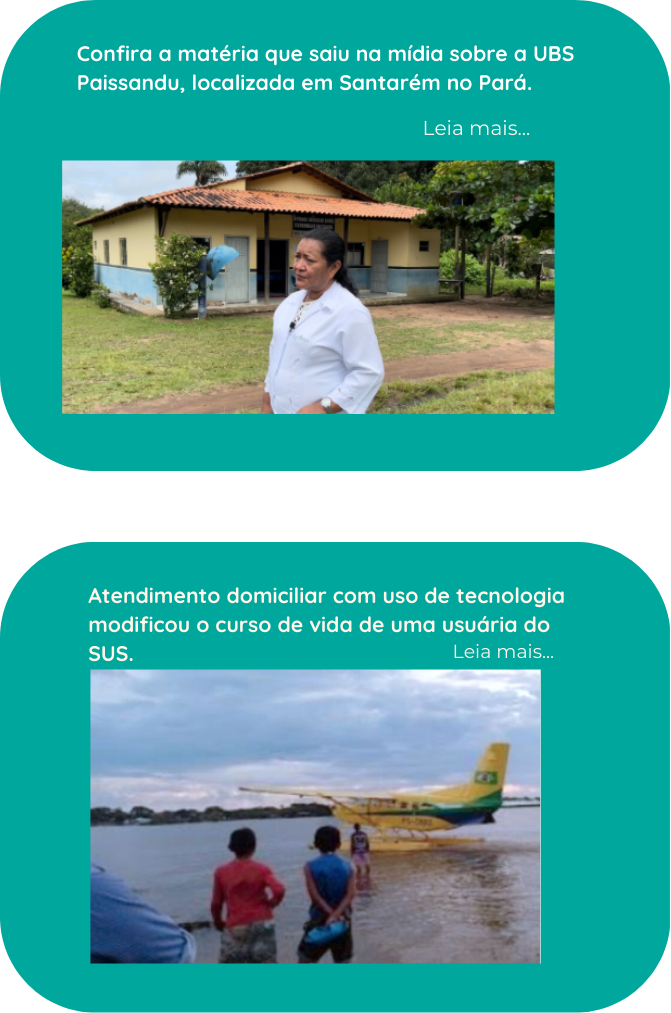 Confira a matéria que saiu na mídia sobre a UBS
Paissandu, localizada em Santarém no Pará.
Leia mais...
Atendimento domiciliar com uso de tecnologia
modificou o curso de vida de uma usuária do
SUS.
Leia mais...